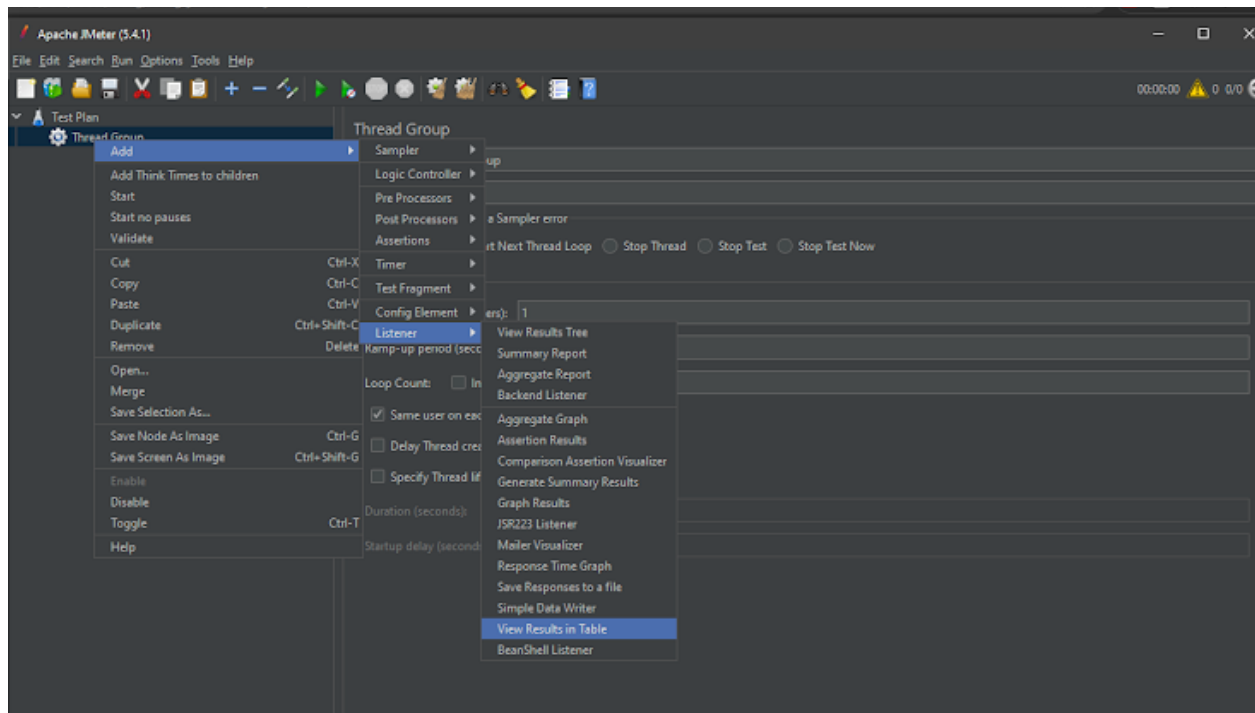 Apache JMeter (5.4.1)
File Edit Search Run Options Tools Help
00:00:00 0 0/0
Test Plan
Thread Group
Thread Group
Add
Add Think Times to children
Start
Start no pauses
Validate
Cut Ctrl-X
Copy Ctrl-C
Paste Ctrl-V
Duplicate Ctrl+Shift-C
Remove Delete
Open...
Merge
Save Selection As...
Save Node As Image Ctrl-G
Save Screen As Image Ctrl+Shift-G
Enable
Disable
Toggle Ctrl-T
Help
Sampler
Logic Controller
Pre Processors
Post Processors
Assertions
Timer
Test Fragment
Config Element
Listener
up
a Sampler error
rt Next Thread Loop Stop Thread Stop Test Stop Test Now
ers): 1
Ramp-up period (seco
Loop Count: In
Same user on eac
Delay Thread crea
Specify Thread lif
Duration (seconds):
Startup delay (second
View Results Tree
Summary Report
Aggregate Report
Backend Listener
Aggregate Graph
Assertion Results
Comparison Assertion Visualizer
Generate Summary Results
Graph Results
JSR223 Listener
Mailer Visualizer
Response Time Graph
Save Responses to a file
Simple Data Writer
View Results in Table
BeanShell Listener